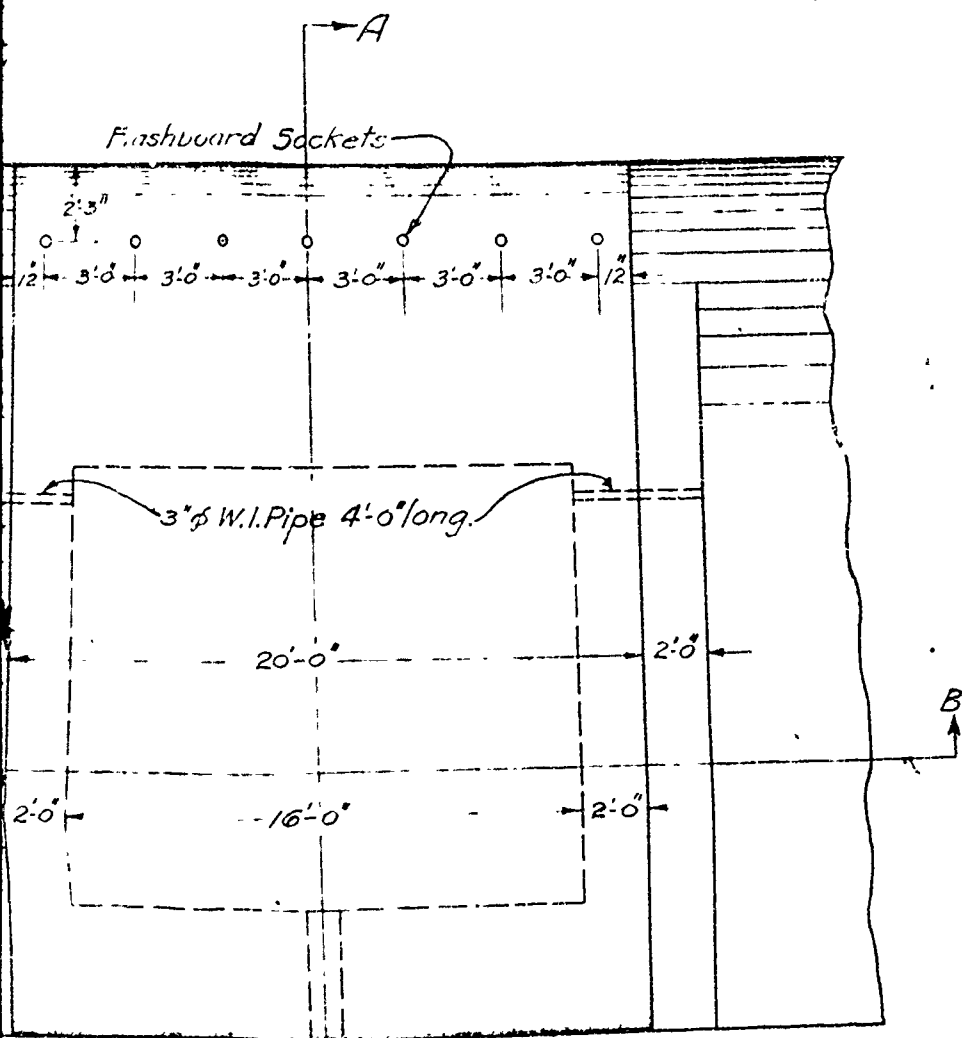 A
Flashboard Sockets
2'-3"
12" 3'-0" 3'-0" 3'-0" 3'-0" 3'-0" 3'-0" 12"
3"φ W.I. Pipe 4'-0" long.
20'-0" 2'-0"
B
2'-0" 16'-0" 2'-0"